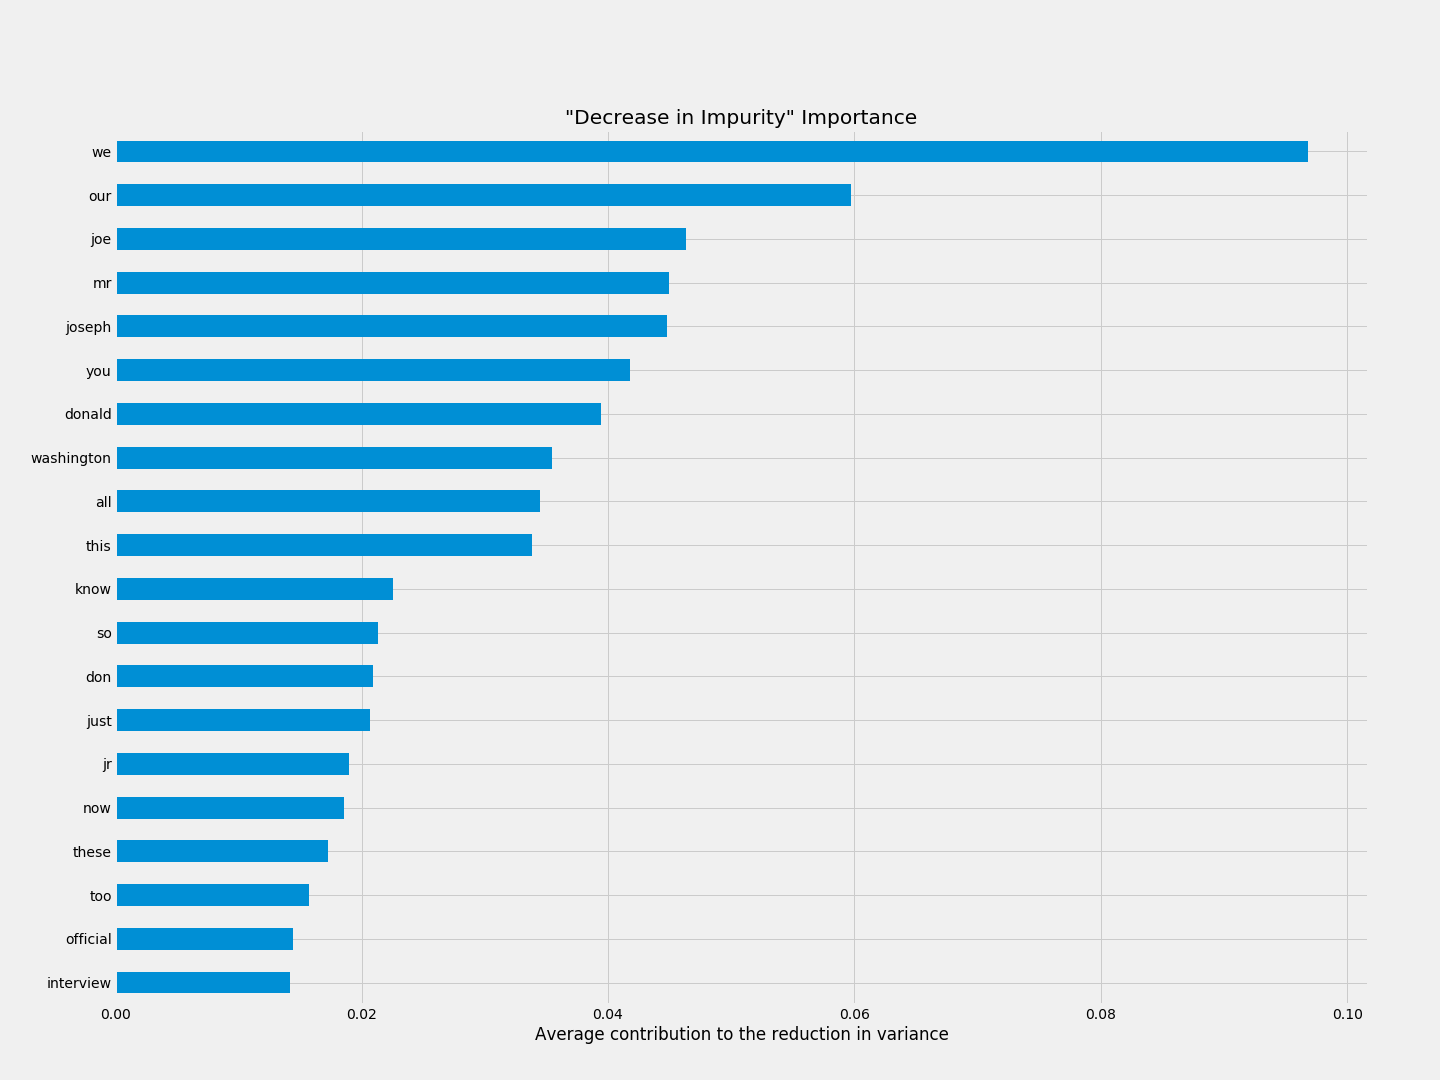 "Decrease in Impurity" Importance
we
our
joe
mr
joseph
you
donald
washington
all
this
know
so
don
just
jr
now
these
too
official
interview
0.00 0.02 0.04 0.06 0.08 0.10
Average contribution to the reduction in variance